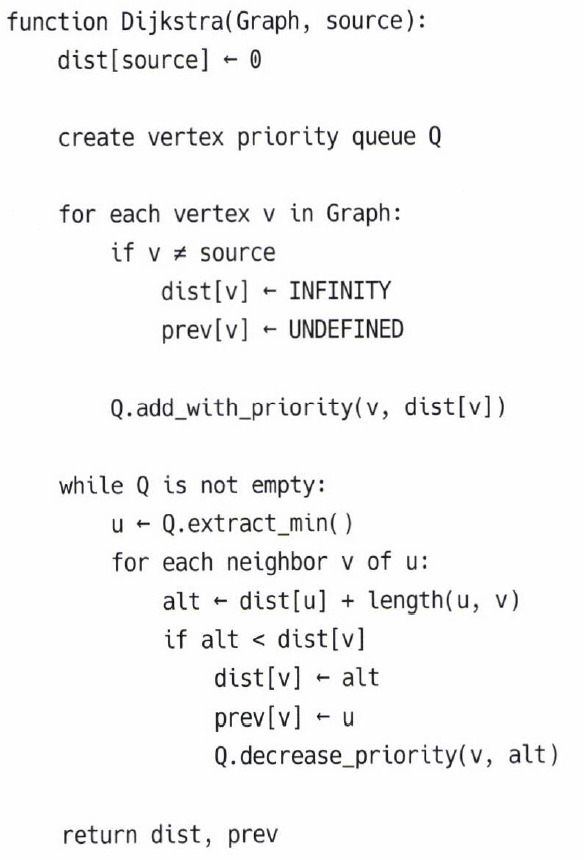 function Dijkstra(Graph, source):
    dist[source] ← 0

    create vertex priority queue Q

    for each vertex v in Graph:
        if v ≠ source
            dist[v] ← INFINITY
            prev[v] ← UNDEFINED

        Q.add_with_priority(v, dist[v])

    while Q is not empty:
        u ← Q.extract_min()
        for each neighbor v of u:
            alt ← dist[u] + length(u, v)
            if alt < dist[v]
                dist[v] ← alt
                prev[v] ← u
                Q.decrease_priority(v, alt)

    return dist, prev